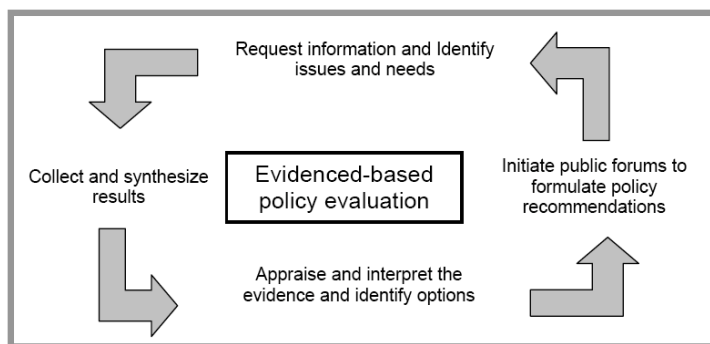 Request information and Identify
issues and needs
Collect and synthesize
results
Evidenced-based
policy evaluation
Initiate public forums to
formulate policy
recommendations
Appraise and interpret the
evidence and identify options